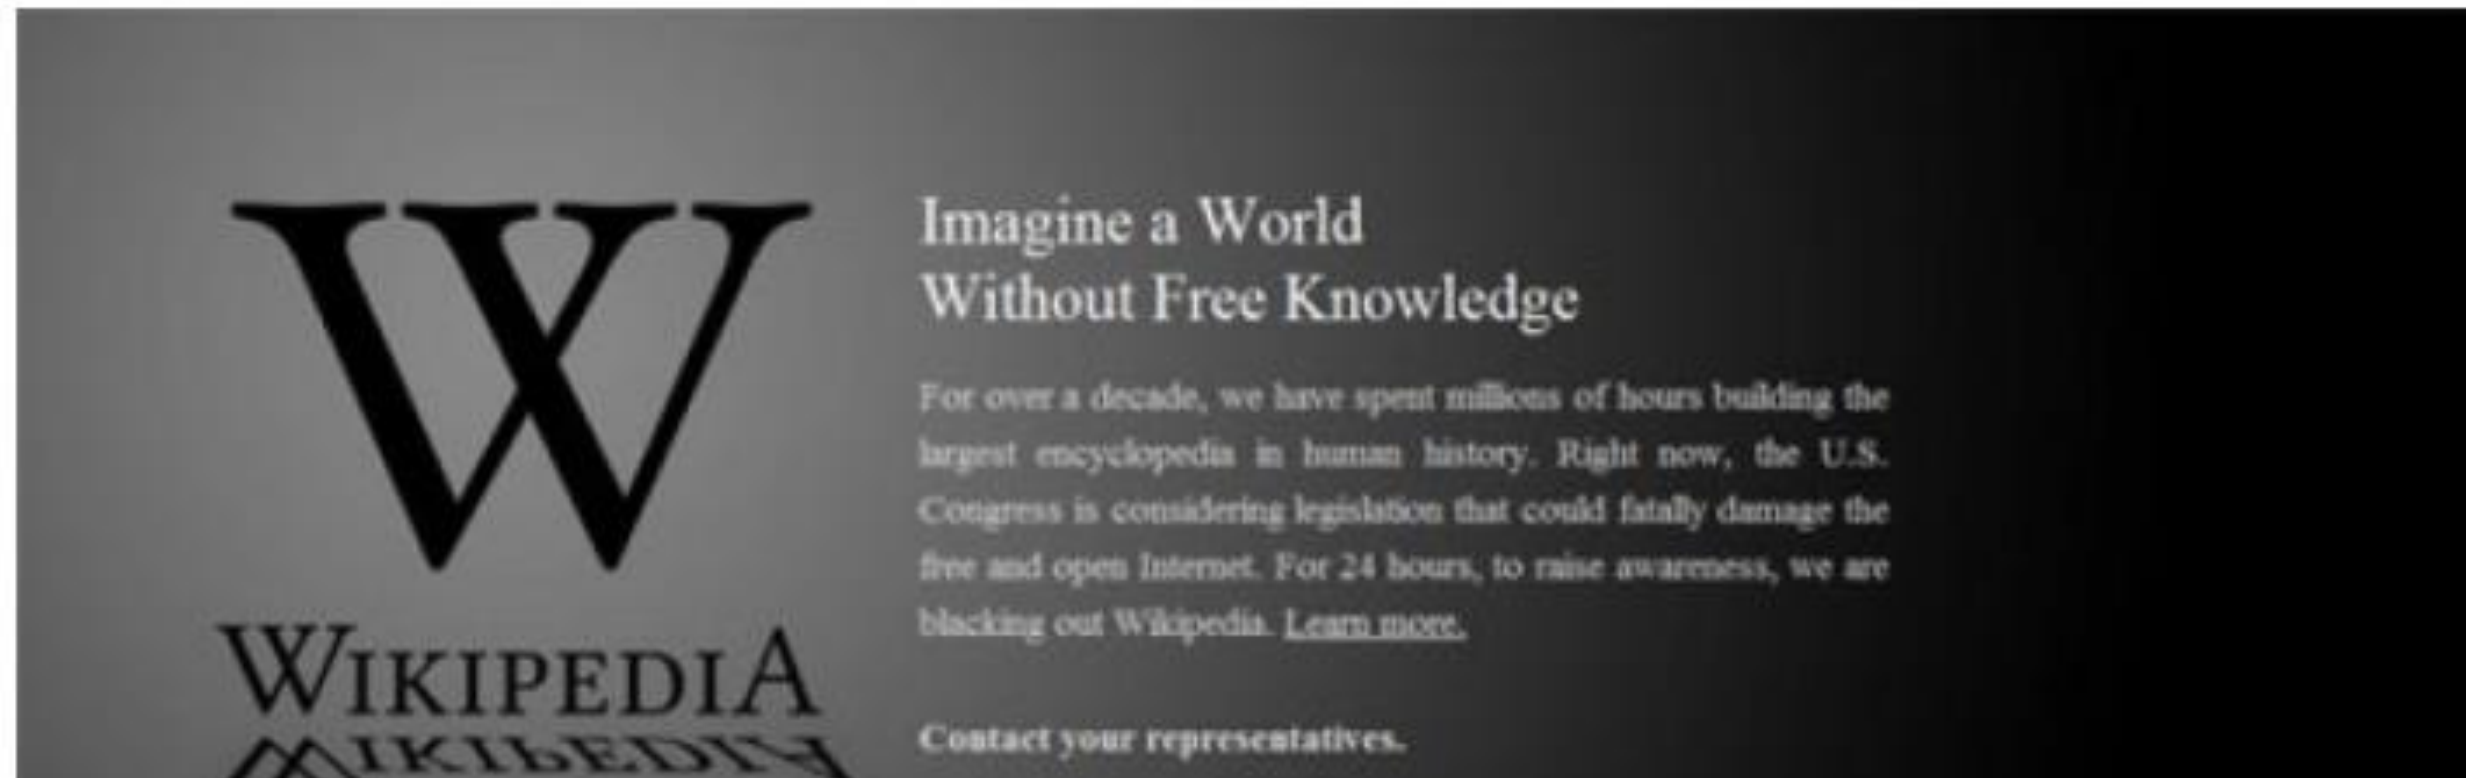 W
WIKIPEDIA
Imagine a World
Without Free Knowledge
For over a decade, we have spent millions of hours building the
largest encyclopedia in human history. Right now, the U.S.
Congress is considering legislation that could fatally damage the
free and open Internet. For 24 hours, to raise awareness, we are
blacking out Wikipedia. Learn more.
Contact your representatives.